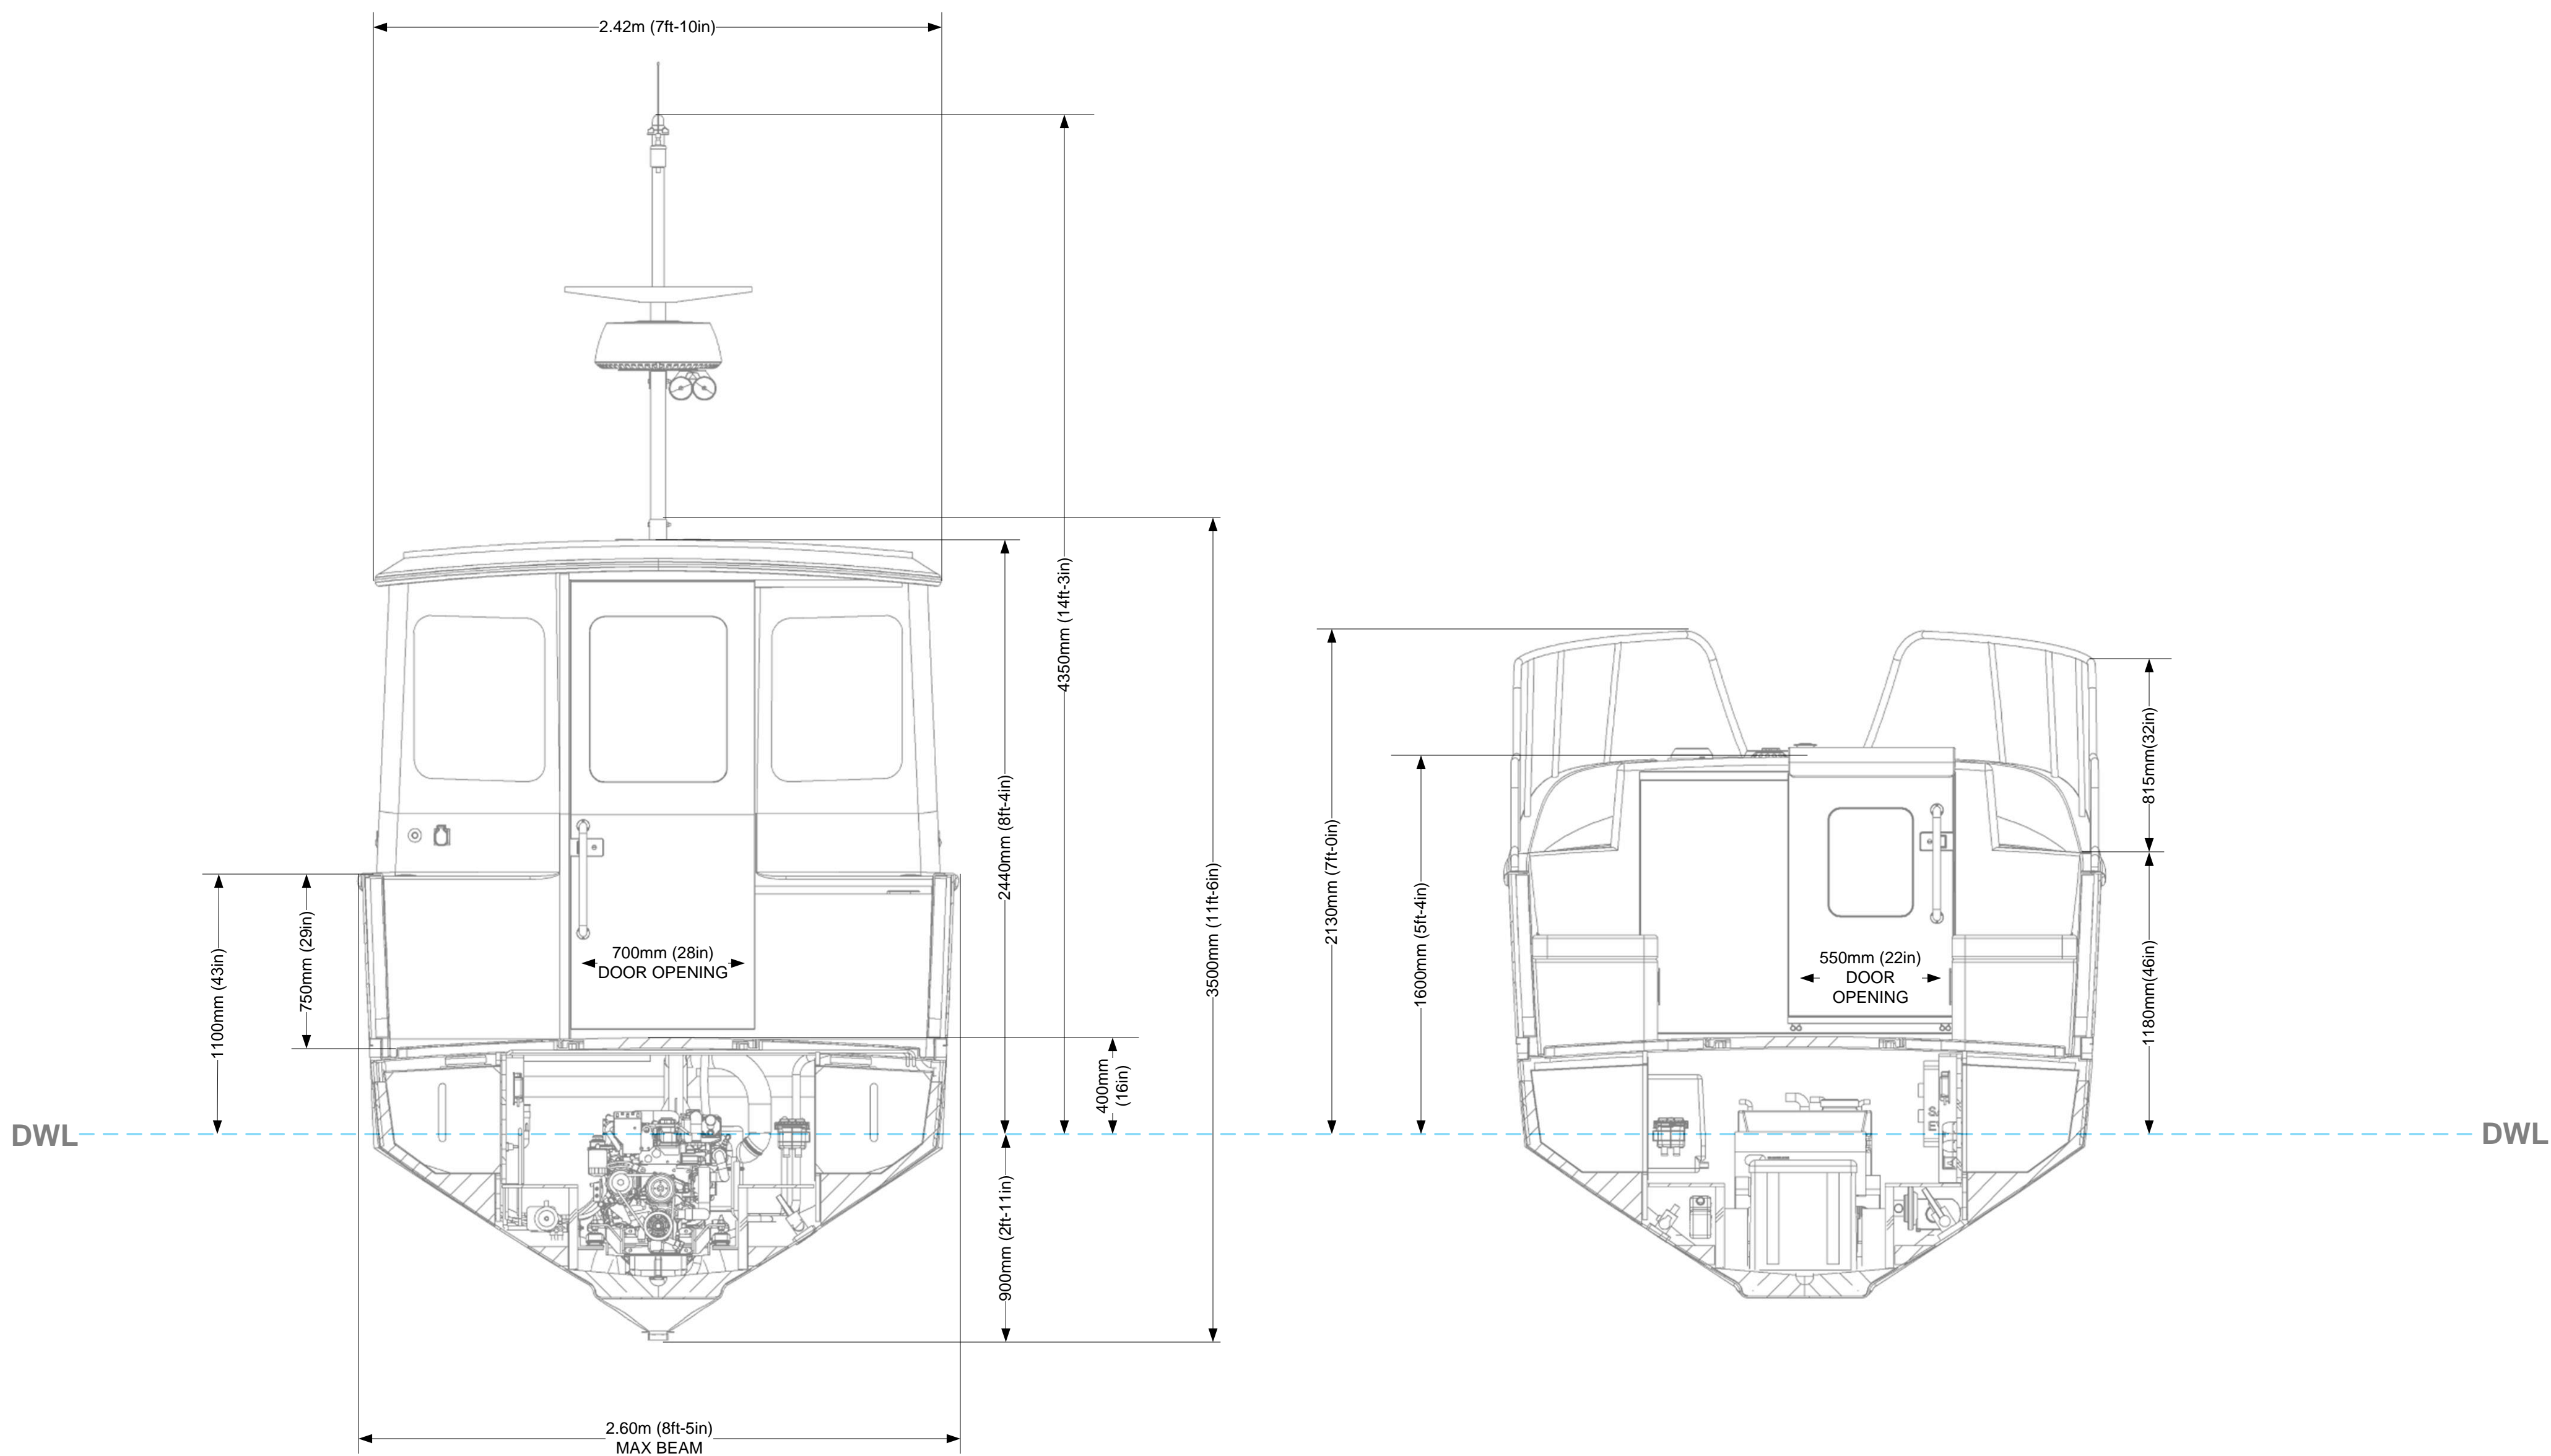 2.42m (7ft-10in)
4350mm (14ft-3in)
2440mm (8ft-4in)
3500mm (11ft-6in)
1100mm (43in)
750mm (29in)
700mm (28in)
DOOR OPENING
400mm
(16in)
900mm (2ft-11in)
2.60m (8ft-5in)
MAX BEAM
2130mm (7ft-0in)
1600mm (5ft-4in)
815mm(32in)
1180mm(46in)
550mm (22in)
DOOR
OPENING
S
E
DWL
DWL